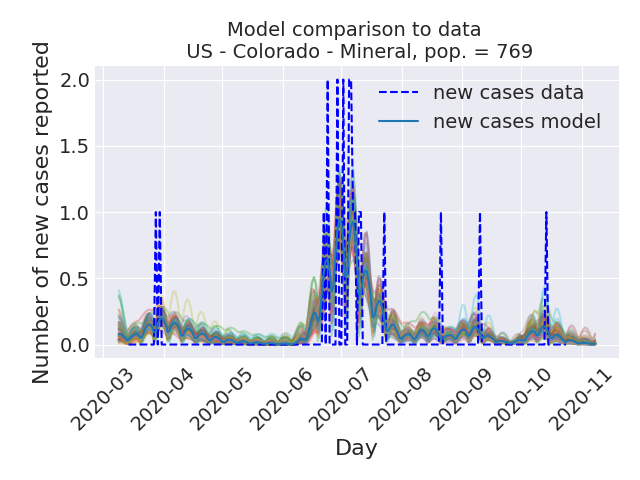 Model comparison to data
US - Colorado - Mineral, pop. = 769
Number of new cases reported
2.0
1.5
1.0
0.5
0.0
new cases data
new cases model
2020-03
2020-04
2020-05
2020-06
2020-07
2020-08
2020-09
2020-10
2020-11
Day